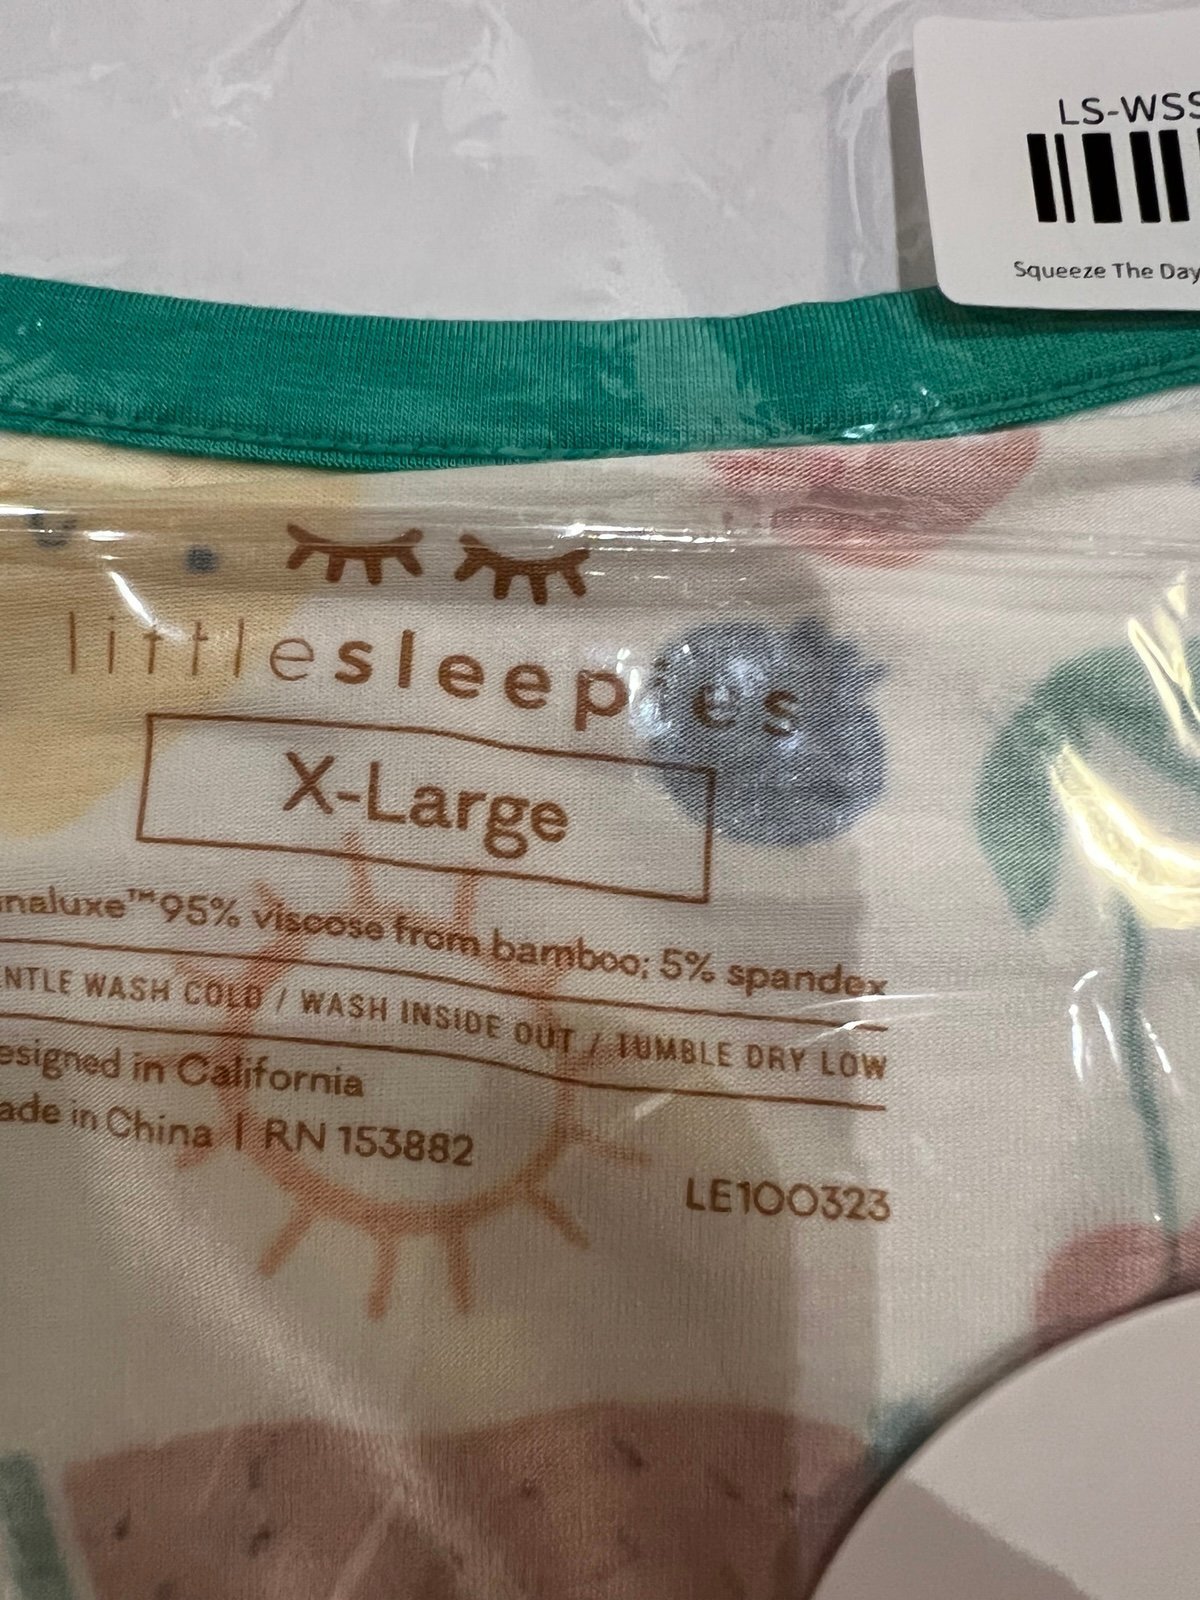 LS-WSS
Squeeze The Day
littlesleepies
X-Large
naluxe™ 95% viscose from bamboo; 5% spandex
NTLE WASH COLD / WASH INSIDE OUT / TUMBLE DRY LOW
esigned in California
ade in China | RN 153882
LE100323